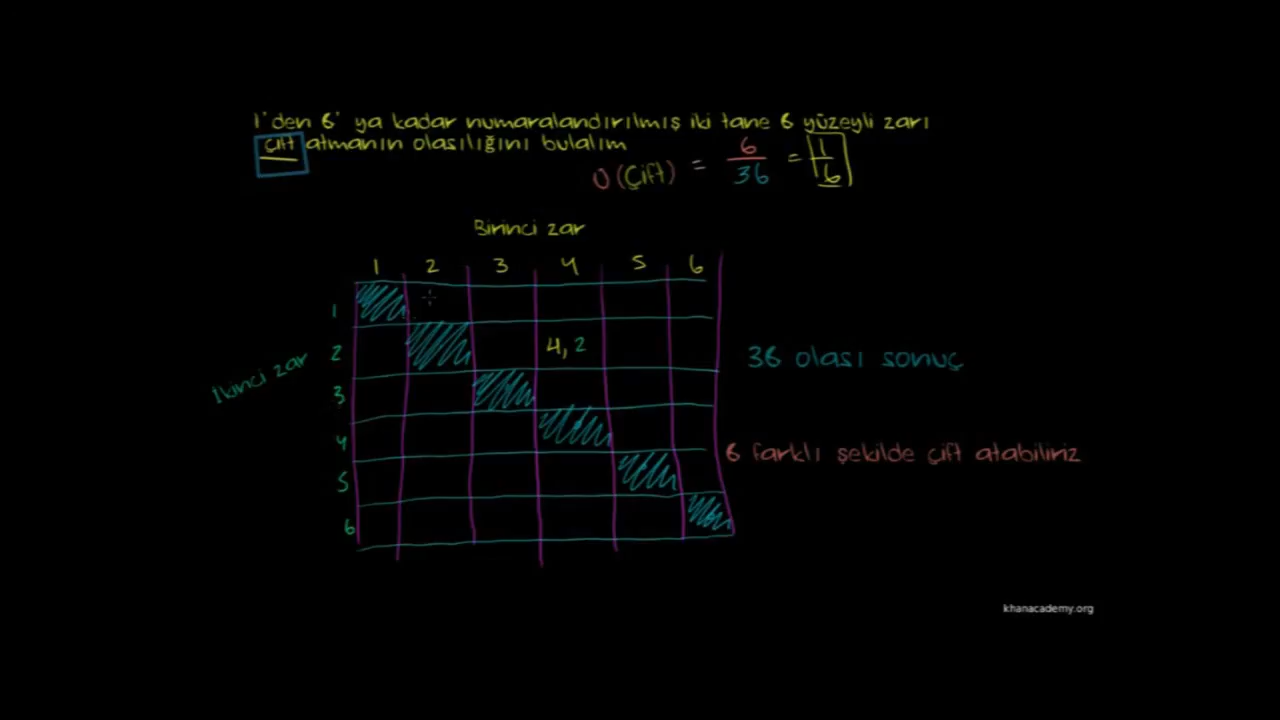 1'den 6' ya kadar numaralandırılmış iki tane 6 yüzeyli zarı
çift atmanın olasılığını bulalım
O(Çift) = 6/36 = 1/6
Birinci zar
1 2 3 4 5 6
İkinci zar
1
2 4, 2
3
4
5
6
36 olası sonuç
6 farklı şekilde çift atabiliriz
khanacademy.org